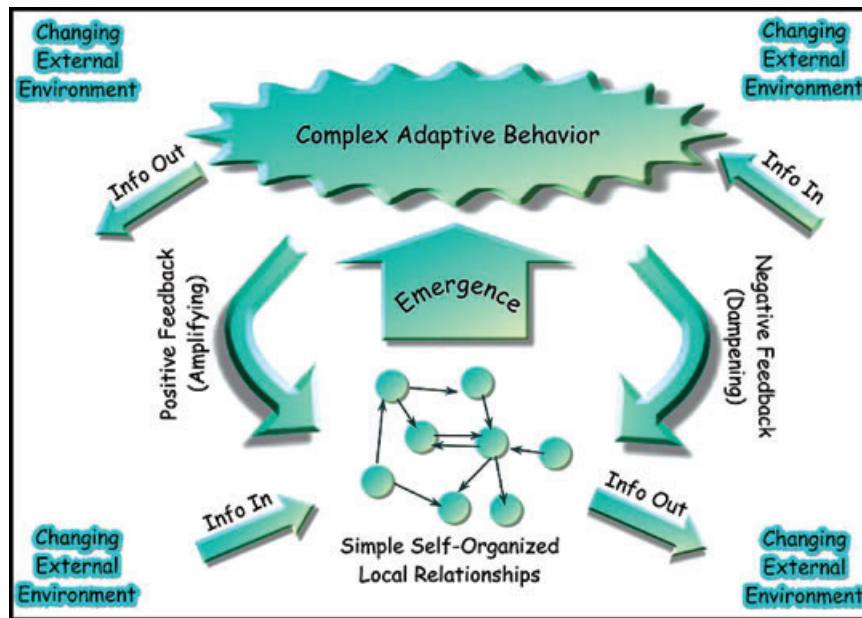 Changing
External
Environment
Changing
External
Environment
Complex Adaptive Behavior
Info Out
Info In
Positive Feedback
(Amplifying)
Emergence
Negative Feedback
(Dampening)
Info In
Info Out
Simple Self-Organized
Local Relationships
Changing
External
Environment
Changing
External
Environment